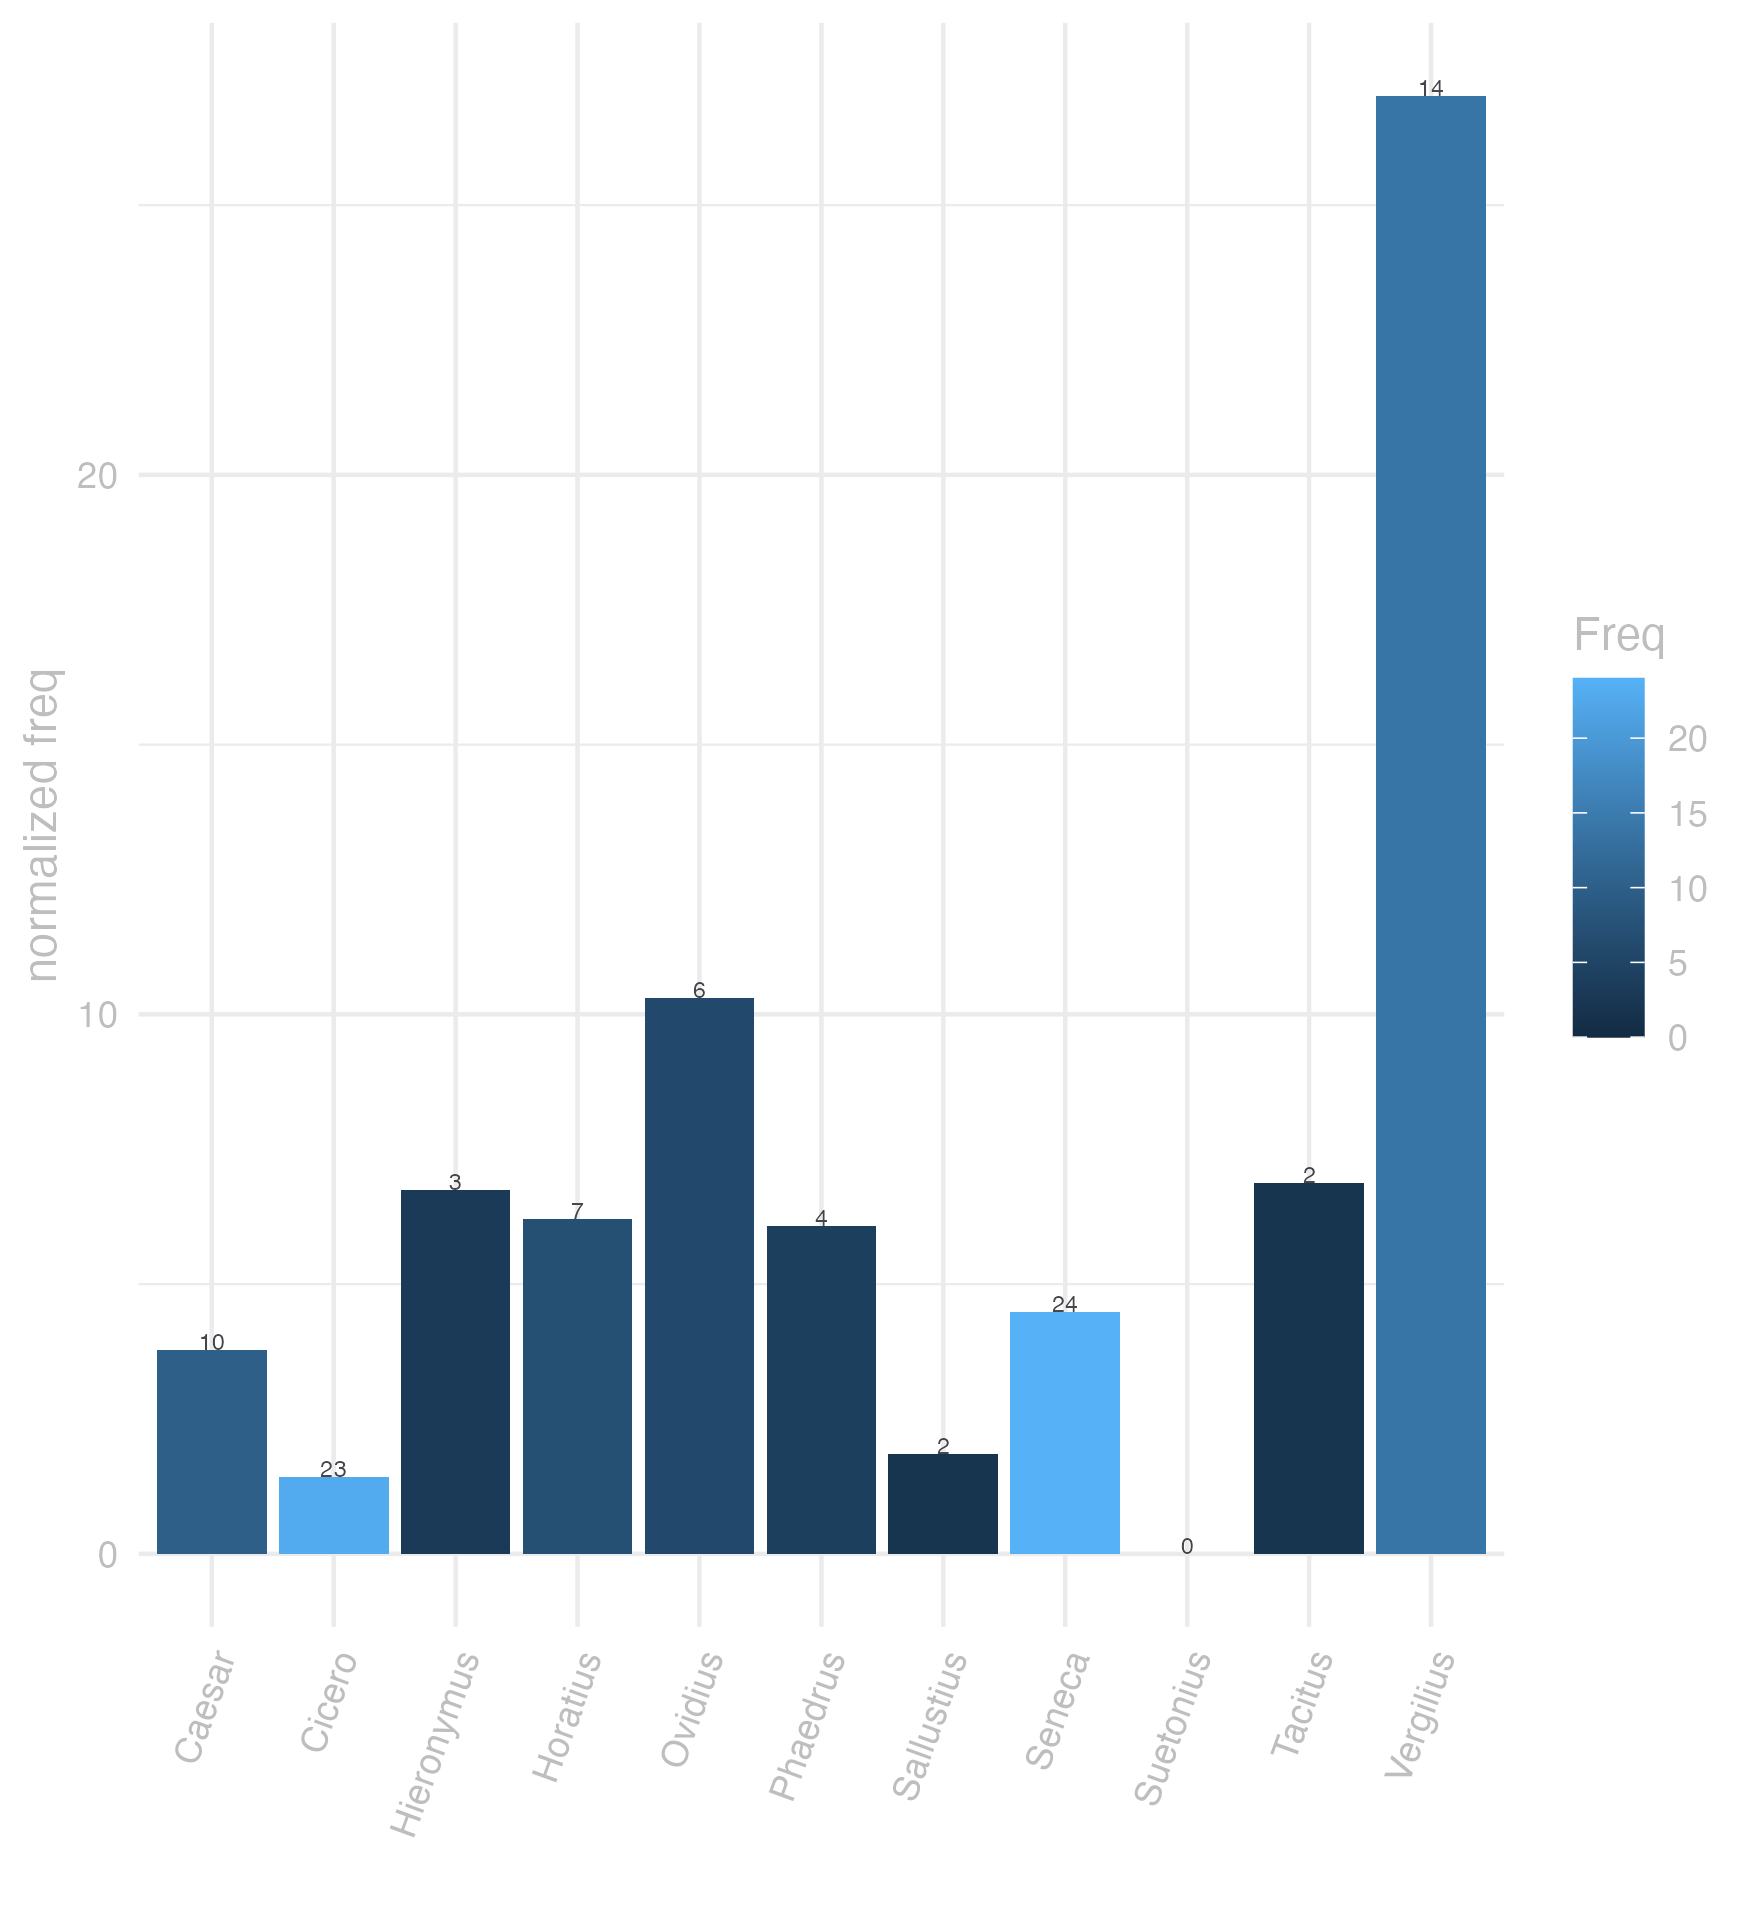 normalized freq
20
10
0
14
6
3
7
4
2
24
10
2
23
0
2
Caesar
Cicero
Hieronymus
Horatius
Ovidius
Phaedrus
Sallustius
Seneca
Suetonius
Tacitus
Vergilius
Freq
20
15
10
5
0